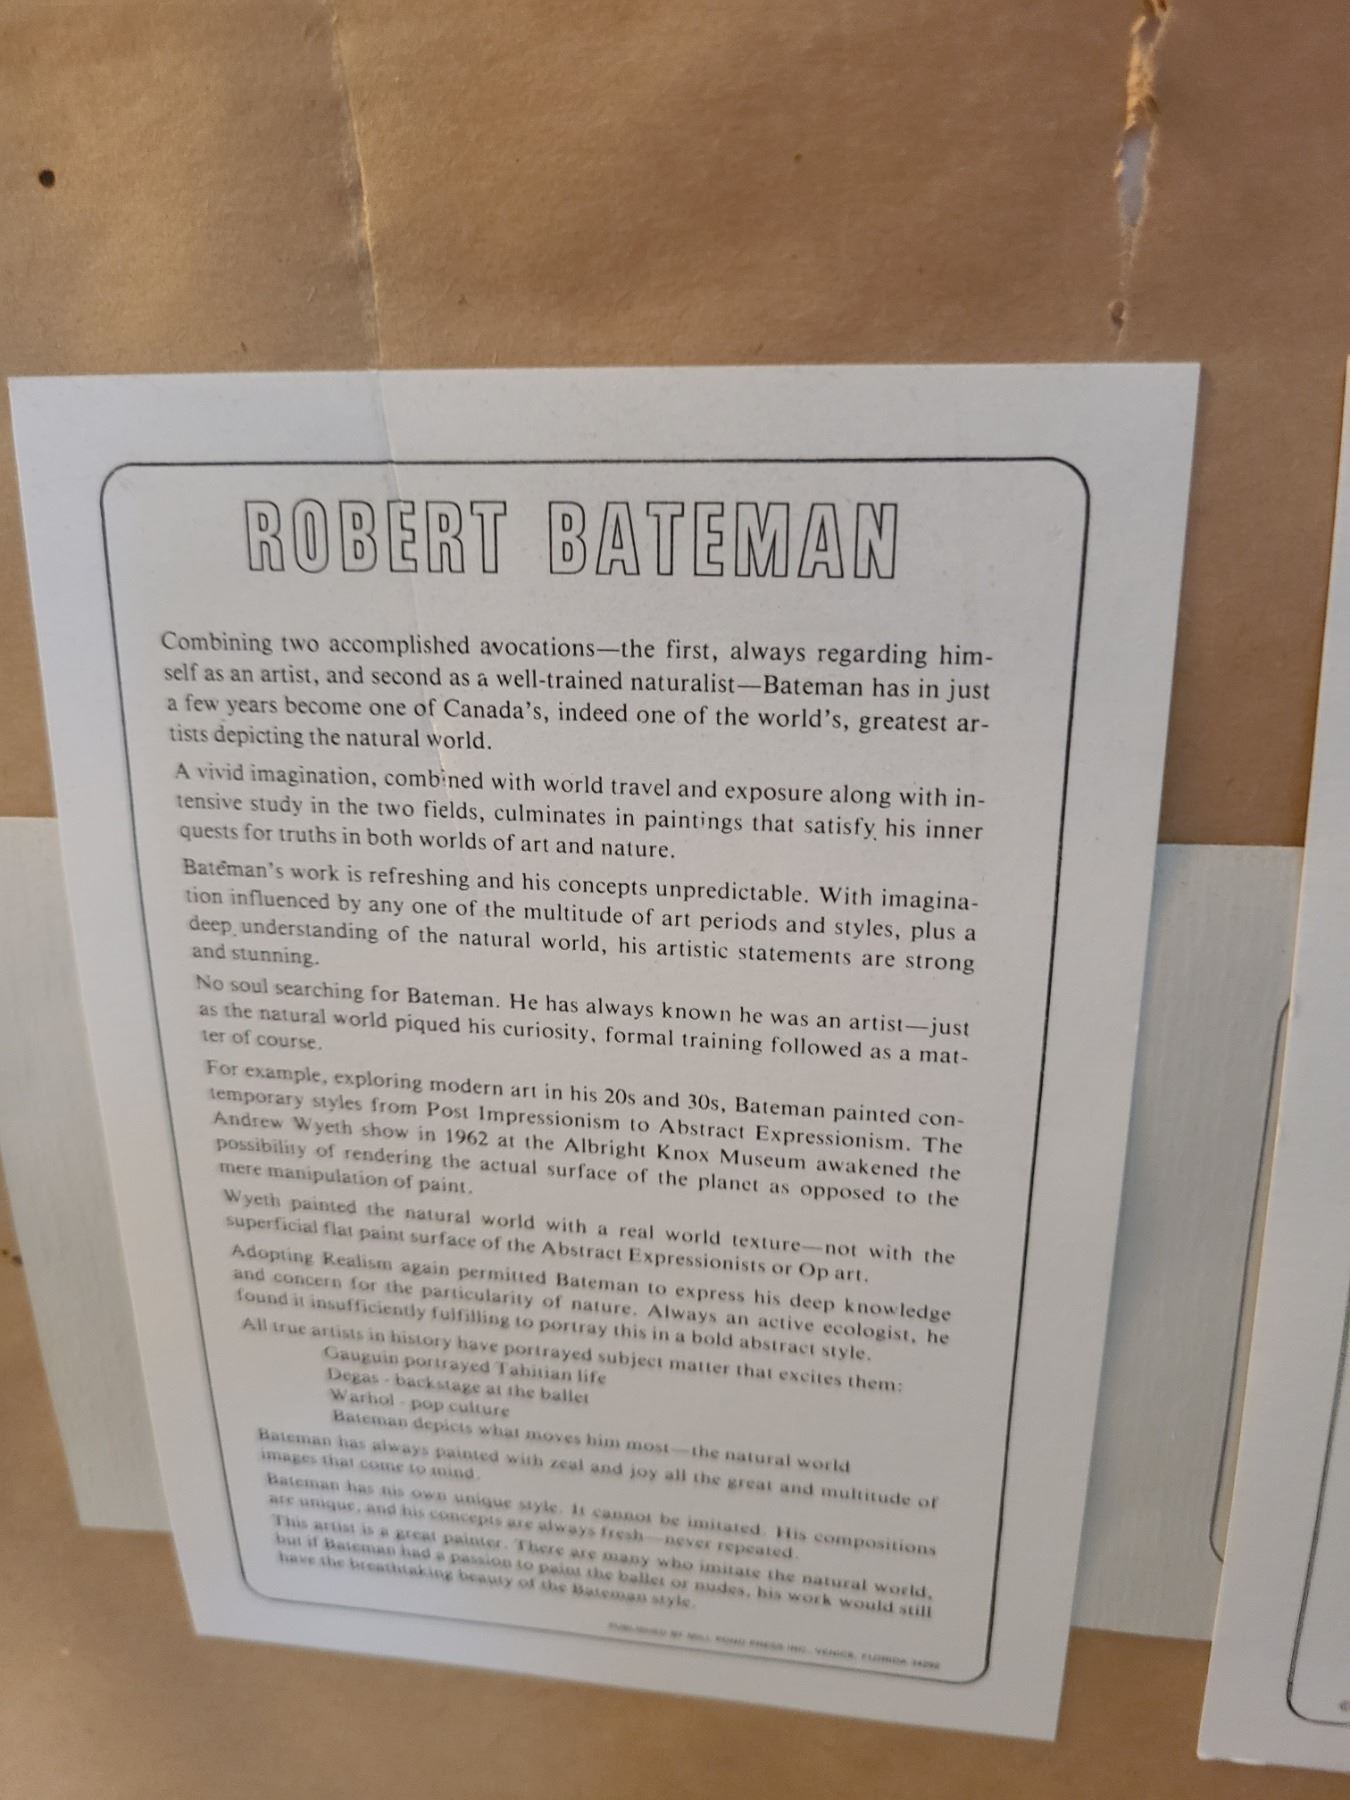 ROBERT BATEMAN
Combining two accomplished avocations—the first, always regarding him-
self as an artist, and second as a well-trained naturalist—Bateman has in just
a few years become one of Canada's, indeed one of the world's, greatest ar-
tists depicting the natural world.
A vivid imagination, combined with world travel and exposure along with in-
tensive study in the two fields, culminates in paintings that satisfy his inner
quests for truths in both worlds of art and nature.
Bateman's work is refreshing and his concepts unpredictable. With imagina-
tion influenced by any one of the multitude of art periods and styles, plus a
deep understanding of the natural world, his artistic statements are strong
and stunning.
No soul searching for Bateman. He has always known he was an artist—just
as the natural world piqued his curiosity, formal training followed as a mat-
ter of course.
For example, exploring modern art in his 20s and 30s, Bateman painted con-
temporary styles from Post Impressionism to Abstract Expressionism. The
Andrew Wyeth show in 1962 at the Albright Knox Museum awakened the
possibility of rendering the actual surface of the planet as opposed to the
mere manipulation of paint.
Wyeth painted the natural world with a real world texture—not with the
superficial flat paint surface of the Abstract Expressionists or Op art.
Adopting Realism again permitted Bateman to express his deep knowledge
and concern for the particularity of nature. Always an active ecologist, he
found it insufficiently fulfilling to portray this in a bold abstract style.
All true artists in history have portrayed subject matter that excites them:
Gauguin portrayed Tahitian life
Degas - backstage at the ballet
Warhol - pop culture
Bateman depicts what moves him most—the natural world
Bateman has always painted with zeal and joy all the great and multitude of
images that come to mind.
Bateman has his own unique style. It cannot be imitated. His compositions
are unique, and his concepts are always fresh—never repeated.
This artist is a great painter. There are many who imitate the natural world,
but if Bateman had a passion to paint the ballet or nudes, his work would still
have the breathtaking beauty of the Bateman style.
PUBLISHED BY MILL POND PRESS INC. VENICE, FLORIDA 34292